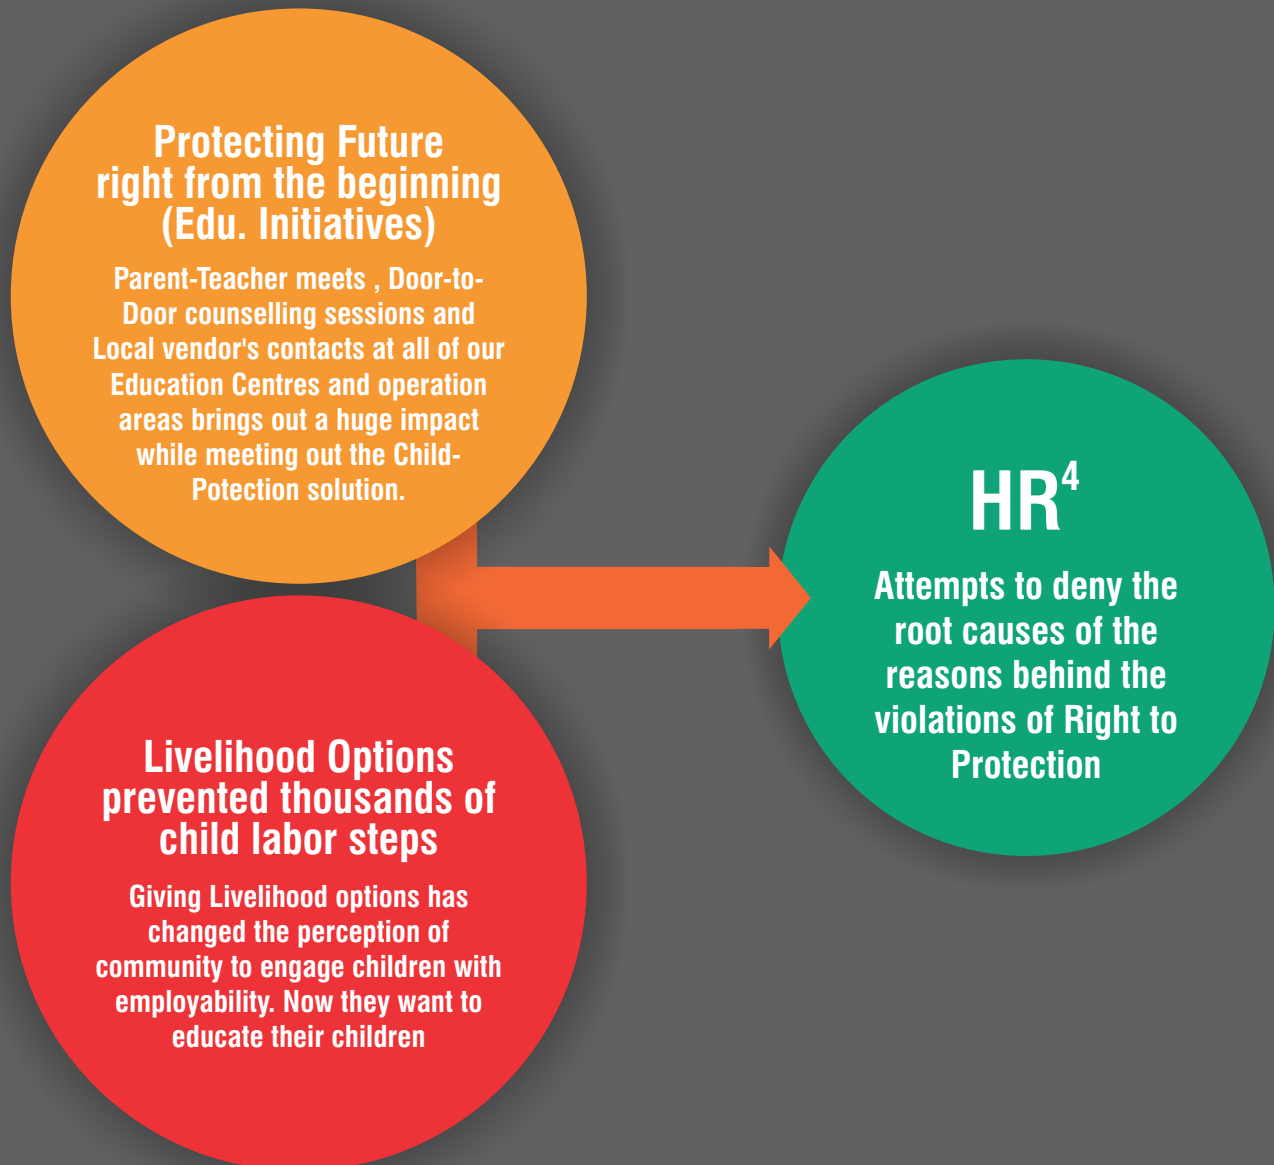 Protecting Future
right from the beginning
(Edu. Initiatives)
Parent-Teacher meets , Door-to-
Door counselling sessions and
Local vendor's contacts at all of our
Education Centres and operation
areas brings out a huge impact
while meeting out the Child-
Potection solution.
Livelihood Options
prevented thousands of
child labor steps
Giving Livelihood options has
changed the perception of
community to engage children with
employability. Now they want to
educate their children
HR⁴
Attempts to deny the
root causes of the
reasons behind the
violations of Right to
Protection